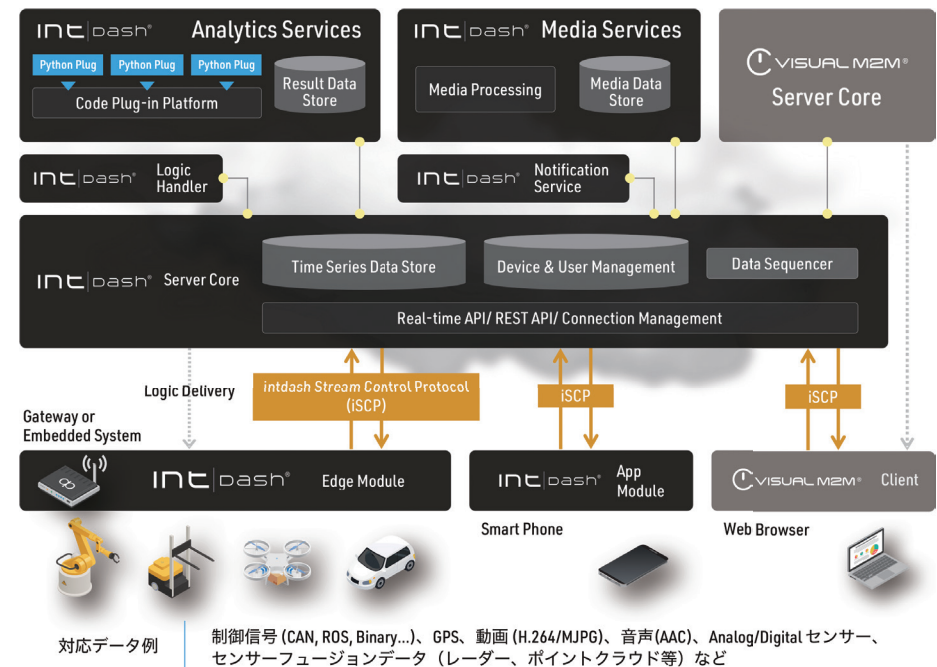 intdash® Analytics Services
Python Plug Python Plug Python Plug
Code Plug-in Platform
Result Data
Store
intdash® Media Services
Media Processing
Media Data
Store
VISUAL M2M®
Server Core
intdash® Logic
Handler
intdash® Notification
Service
intdash® Server Core
Time Series Data Store
Device & User Management
Data Sequencer
Real-time API/ REST API/ Connection Management
Logic Delivery
intdash Stream Control Protocol
(iSCP)
iSCP
iSCP
Gateway or
Embedded System
intdash® Edge Module
intdash® App
Module
VISUAL M2M® Client
Smart Phone
Web Browser
対応データ例
制御信号 (CAN, ROS, Binary...)、GPS、動画 (H.264/MJPG)、音声(AAC)、Analog/Digital センサー、
センサーフュージョンデータ（レーダー、ポイントクラウド等）など